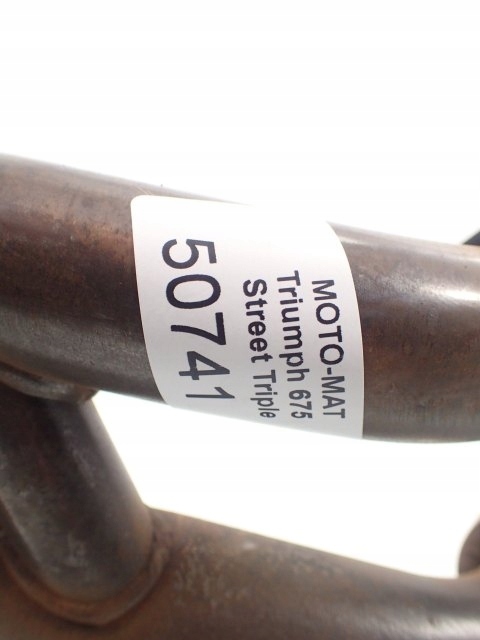 MOTO-MAT
Triumph 675
Street Triple
50741